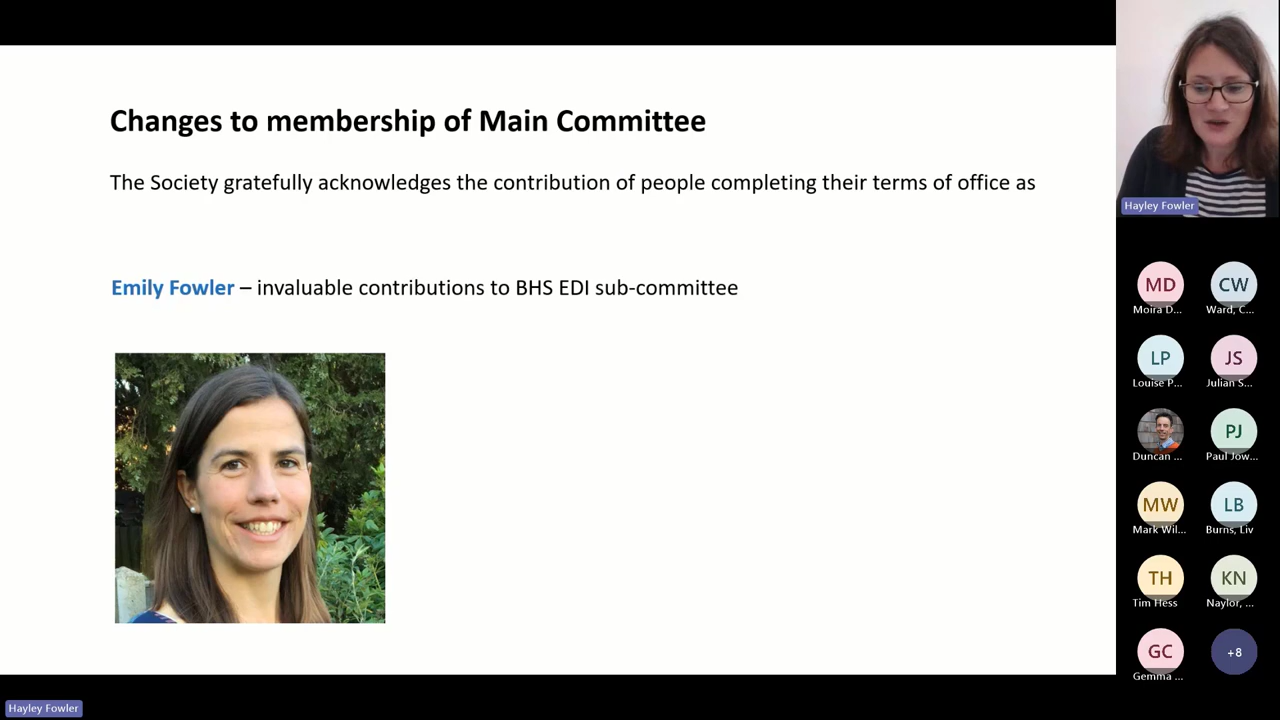 Changes to membership of Main Committee
The Society gratefully acknowledges the contribution of people completing their terms of office as
Emily Fowler – invaluable contributions to BHS EDI sub-committee
Hayley Fowler
MD
CW
Moira D...
Ward, C...
LP
JS
Louise P...
Julian S...
Duncan ...
PJ
Paul Jow...
MW
LB
Mark Wil...
Burns, Liv
TH
KN
Tim Hess
Naylor, ...
GC
+8
Gemma ...
Hayley Fowler